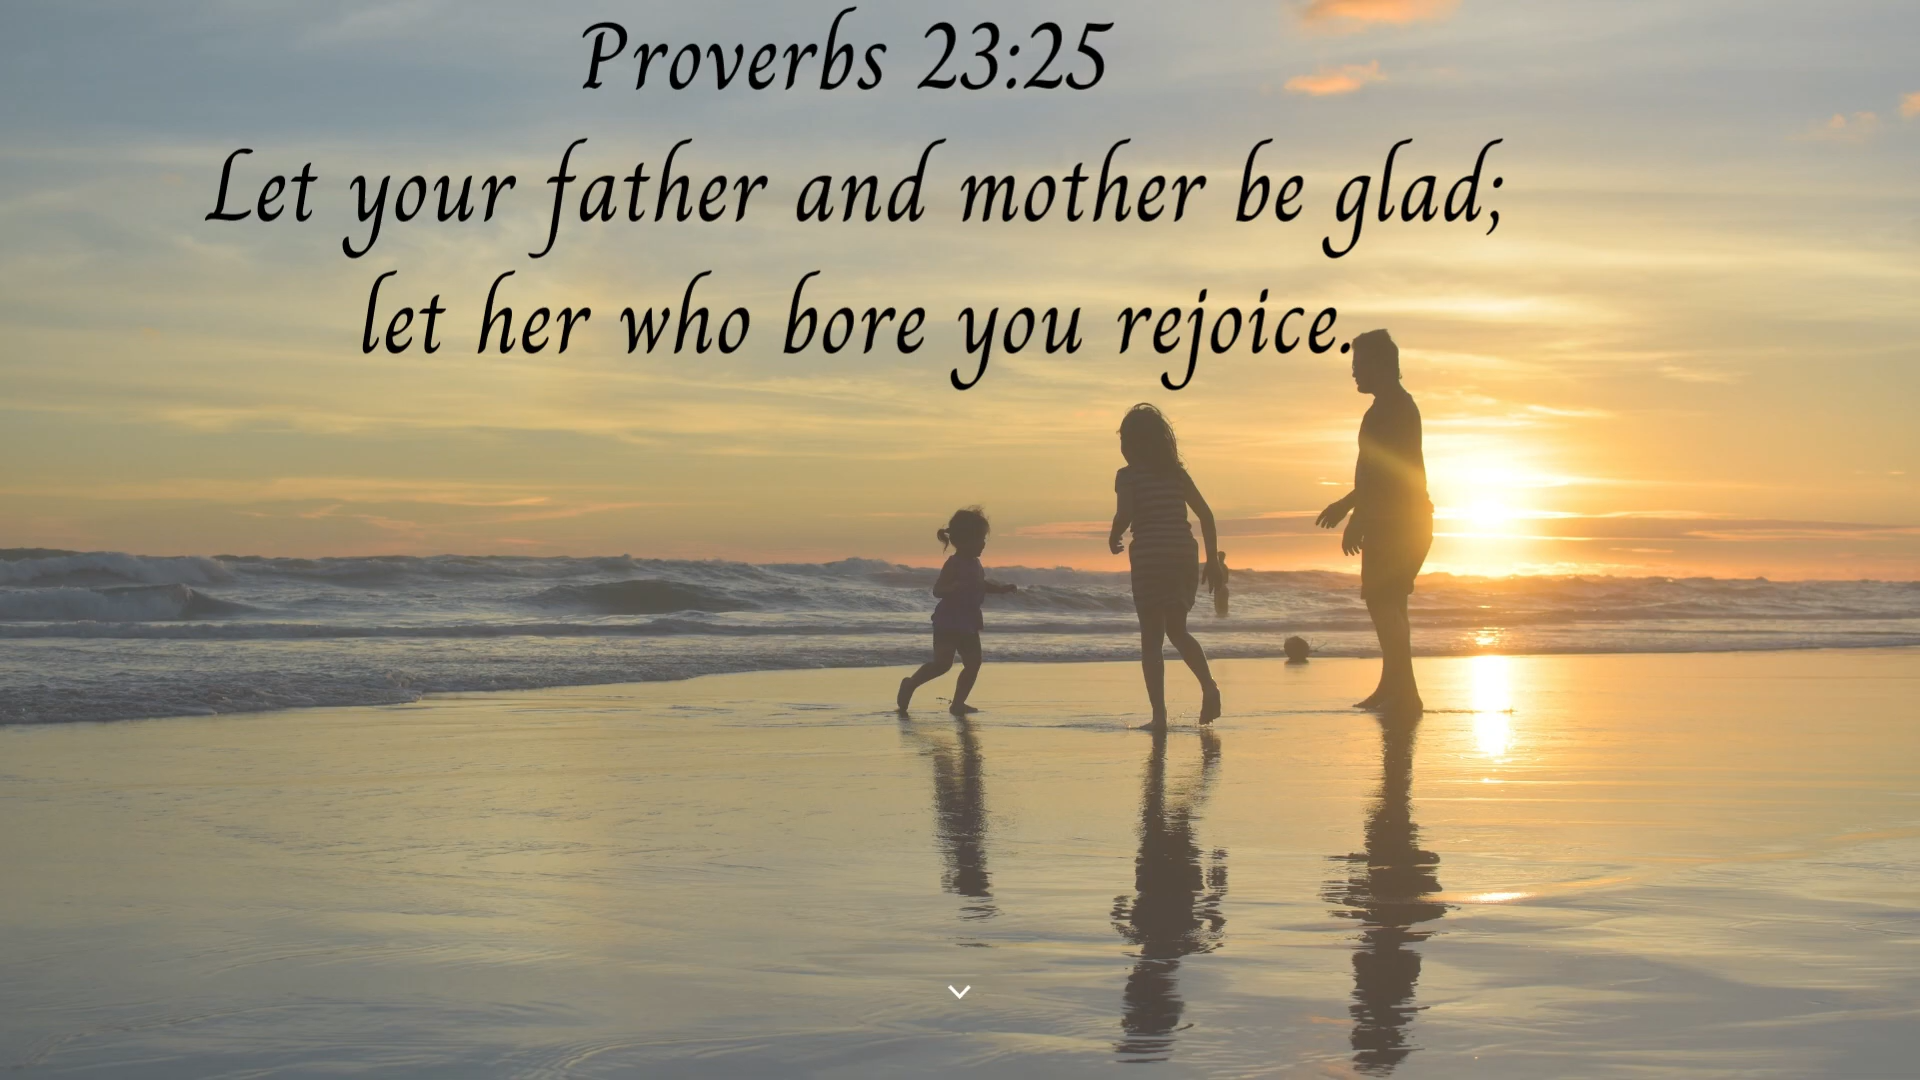 Proverbs 23:25
Let your father and mother be glad;
let her who bore you rejoice.